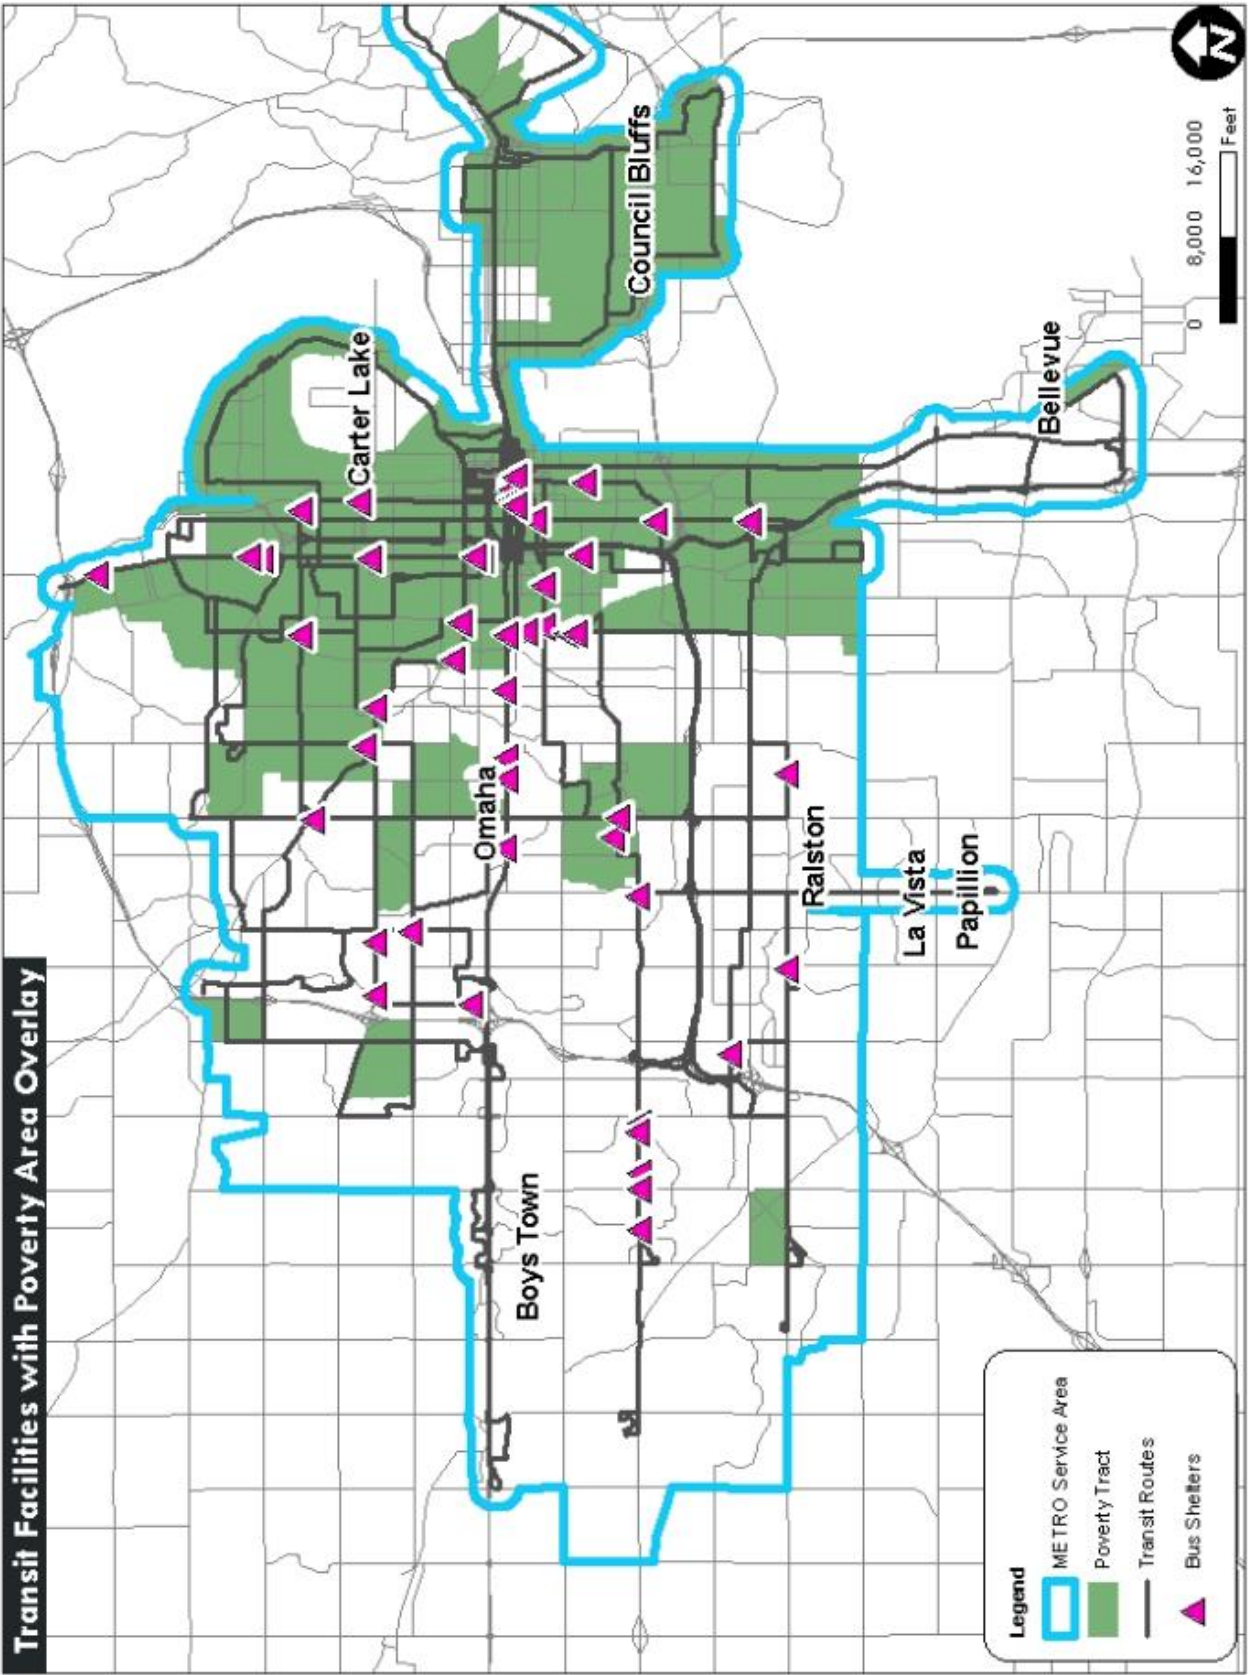 Transit Facilities with Poverty Area Overlay
Carter Lake
Council Bluffs
Omaha
Boys Town
Bellevue
Ralston
La Vista
Papillion
Legend
METRO Service Area
Poverty Tract
Transit Routes
Bus Shelters
0 8,000 16,000
Feet
N